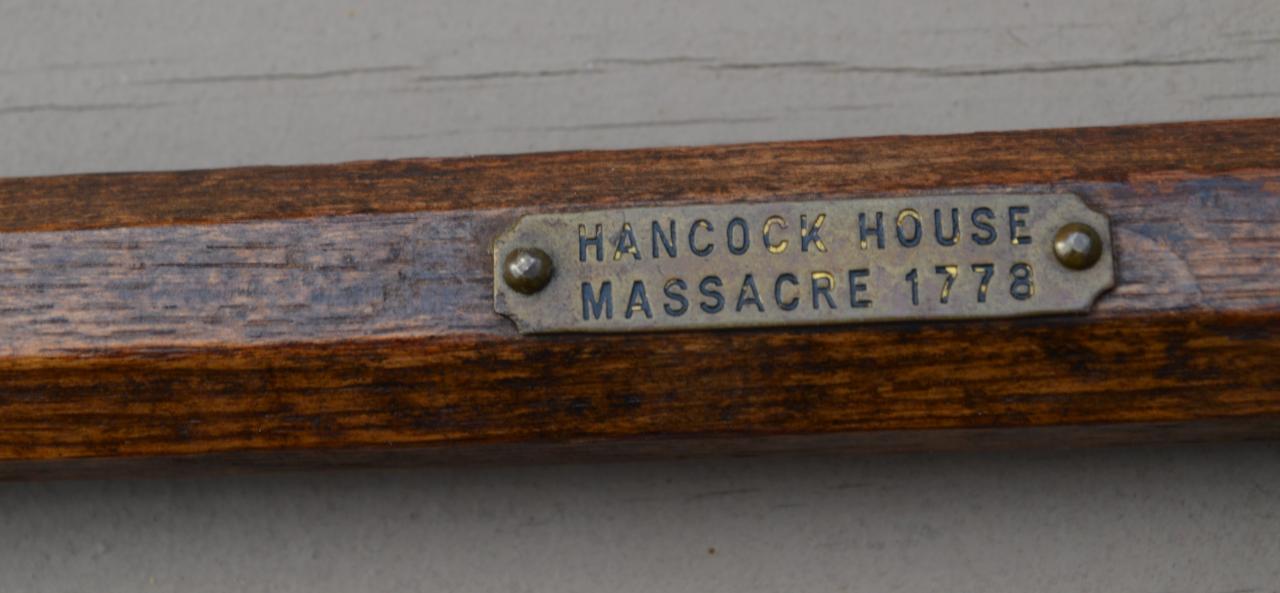 HANCOCK HOUSE
MASSACRE 1778